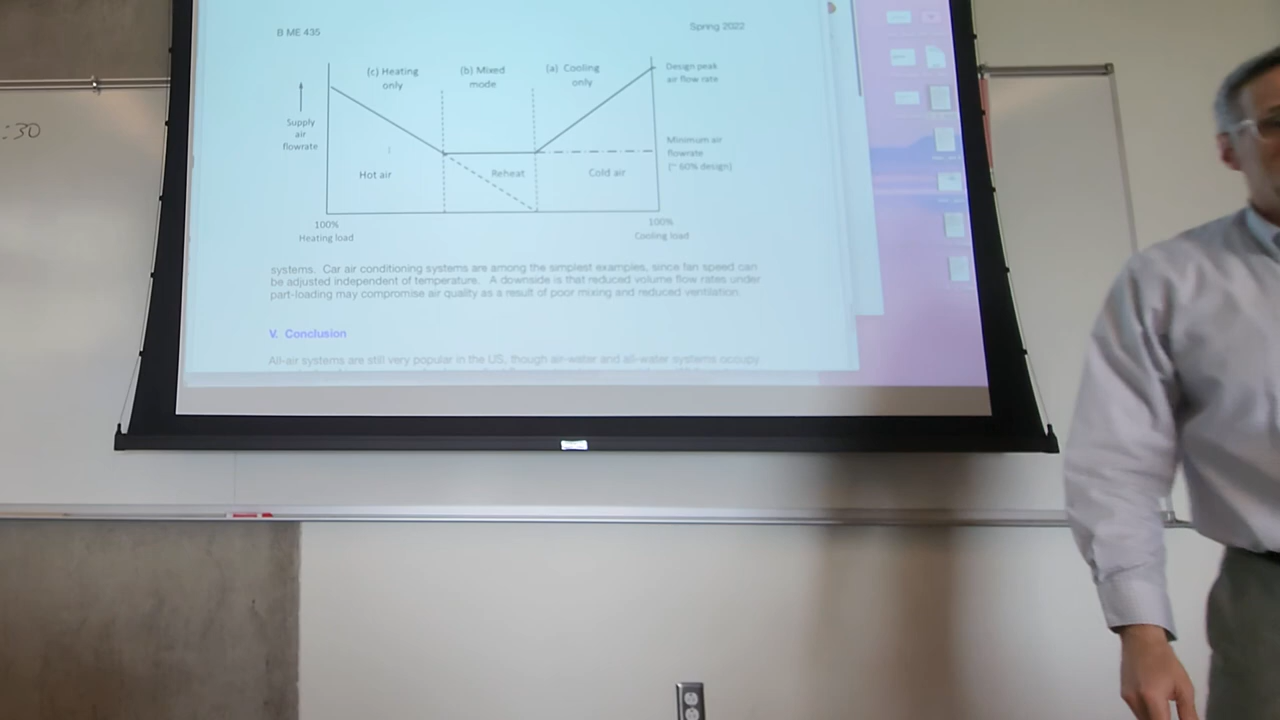 B ME 435
Spring 2022
(c) Heating
only
(b) Mixed
mode
(a) Cooling
only
Design peak
air flow rate
Supply
air
flowrate
Minimum air
flowrate
(~ 60% design)
Hot air
Reheat
Cold air
100%
Heating load
100%
Cooling load
systems. Car air conditioning systems are among the simplest examples, since fan speed can
be adjusted independent of temperature. A downside is that reduced volume flow rates under
part-loading may compromise air quality as a result of poor mixing and reduced ventilation.
V. Conclusion
All-air systems are still very popular in the US, though air-water and all-water systems occupy
:30